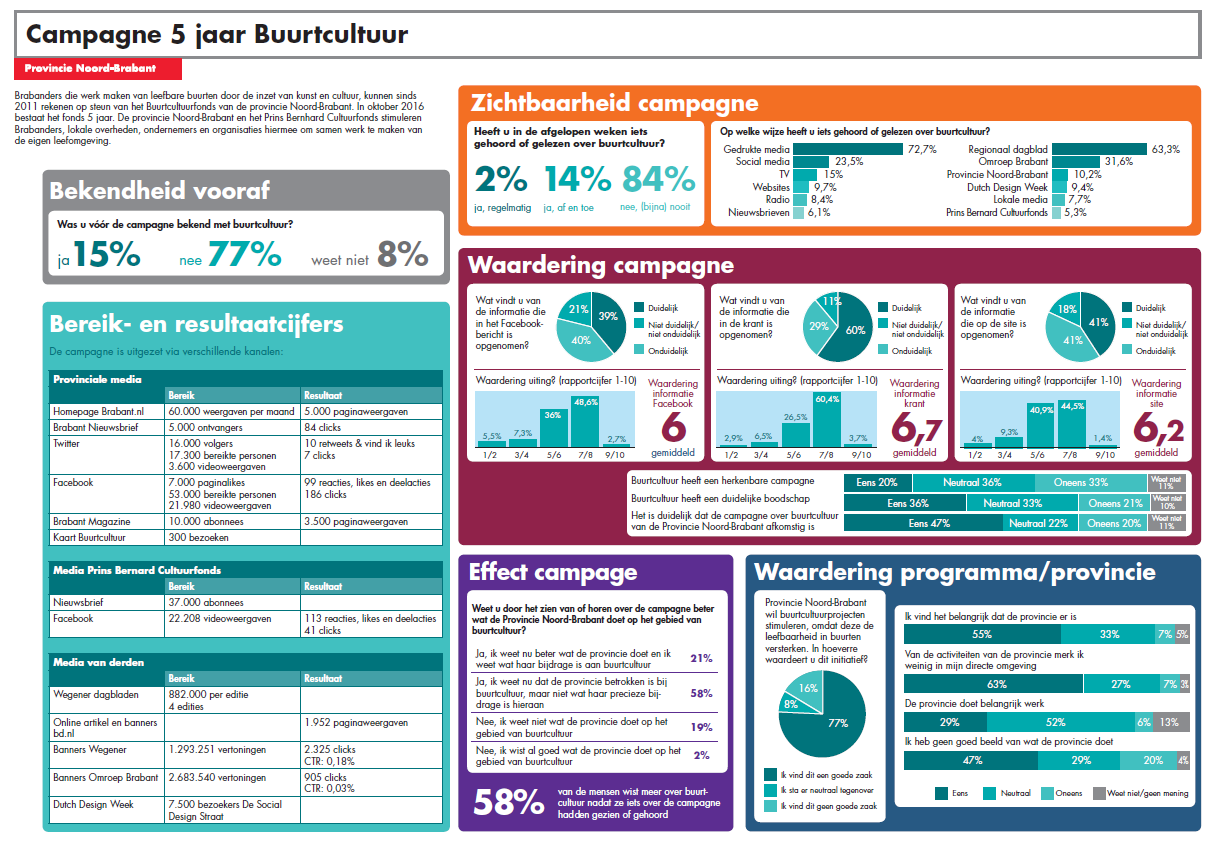 Campagne 5 jaar Buurtcultuur
Provincie Noord-Brabant
Brabanders die werk maken van leefbare buurten door de inzet van kunst en cultuur, kunnen sinds
2011 rekenen op steun van het Buurtcultuurfonds van de provincie Noord-Brabant. In oktober 2016
bestaat het fonds 5 jaar. De provincie Noord-Brabant en het Prins Bernhard Cultuurfonds stimuleren
Brabanders, lokale overheden, ondernemers en organisaties hiermee om samen werk te maken van
de eigen leefomgeving.
Bekendheid vooraf
Was u vóór de campagne bekend met buurtcultuur?
ja 15% nee 77% weet niet 8%
Bereik- en resultaatcijfers
De campagne is uitgezet via verschillende kanalen:
Provinciale media
Bereik Resultaat
Homepage Brabant.nl 60.000 weergaven per maand 5.000 paginaweergaven
Brabant Nieuwsbrief 5.000 ontvangers 84 clicks
Twitter 16.000 volgers 10 retweets & vind ik leuks
17.300 bereikte personen 7 clicks
3.600 videoweergaven
Facebook 7.000 paginalikes 99 reacties, likes en deelacties
53.000 bereikte personen 186 clicks
21.980 videoweergaven
Brabant Magazine 10.000 abonnees 3.500 paginaweergaven
Kaart Buurtcultuur 300 bezoeken
Media Prins Bernard Cultuurfonds
Bereik Resultaat
Nieuwsbrief 37.000 abonnees
Facebook 22.208 videoweergaven 113 reacties, likes en deelacties
41 clicks
Media van derden
Bereik Resultaat
Wegener dagbladen 882.000 per editie
4 edities
Online artikel en banners 1.952 paginaweergaven
bd.nl
Banners Wegener 1.293.251 vertoningen 2.325 clicks
CTR: 0,18%
Banners Omroep Brabant 2.683.540 vertoningen 905 clicks
CTR: 0,03%
Dutch Design Week 7.500 bezoekers De Social
Design Straat
Zichtbaarheid campagne
Heeft u in de afgelopen weken iets
gehoord of gelezen over buurtcultuur?
2% 14% 84%
ja, regelmatig ja, af en toe nee, (bijna) nooit
Op welke wijze heeft u iets gehoord of gelezen over buurtcultuur?
Gedrukte media 72,7%
Social media 23,5%
TV 15%
Websites 9,7%
Radio 8,4%
Nieuwsbrieven 6,1%
Regionaal dagblad 63,3%
Omroep Brabant 31,6%
Provincie Noord-Brabant 10,2%
Dutch Design Week 9,4%
Lokale media 7,7%
Prins Bernard Cultuurfonds 5,3%
Waardering campagne
Wat vindt u van
de informatie die
in het Facebook-
bericht is
opgenomen?
21% 39%
40%
Duidelijk
Niet duidelijk/
niet onduidelijk
Onduidelijk
Waardering uiting? (rapportcijfer 1-10)
5,5% 7,3% 36% 48,6% 2,7%
1/2 3/4 5/6 7/8 9/10
Waardering
informatie
Facebook
6
gemiddeld
Wat vindt u van
de informatie die
in de krant is
opgenomen?
11%
29% 60%
Duidelijk
Niet duidelijk/
niet onduidelijk
Onduidelijk
Waardering uiting? (rapportcijfer 1-10)
2,9% 6,5% 26,5% 60,4% 3,7%
1/2 3/4 5/6 7/8 9/10
Waardering
informatie
krant
6,7
gemiddeld
Wat vindt u van
de informatie
die op de site is
opgenomen?
18% 41%
41%
Duidelijk
Niet duidelijk/
niet onduidelijk
Onduidelijk
Waardering uiting? (rapportcijfer 1-10)
4% 9,3% 40,9% 44,5% 1,4%
1/2 3/4 5/6 7/8 9/10
Waardering
informatie
site
6,2
gemiddeld
Buurtcultuur heeft een herkenbare campagne Eens 20% Neutraal 36% Oneens 33% Weet niet 11%
Buurtcultuur heeft een duidelijke boodschap Eens 36% Neutraal 33% Oneens 21% Weet niet 10%
Het is duidelijk dat de campagne over buurtcultuur
van de Provincie Noord-Brabant afkomstig is Eens 47% Neutraal 22% Oneens 20% Weet niet 11%
Effect campage
Weet u door het zien van of horen over de campagne beter
wat de Provincie Noord-Brabant doet op het gebied van
buurtcultuur?
Ja, ik weet nu beter wat de provincie doet en ik
weet wat haar bijdrage is aan buurtcultuur 21%
Ja, ik weet nu dat de provincie betrokken is bij
buurtcultuur, maar niet wat haar precieze bij- 58%
drage is hieraan
Nee, ik weet niet wat de provincie doet op het
gebied van buurtcultuur 19%
Nee, ik wist al goed wat de provincie doet op het
gebied van buurtcultuur 2%
58% van de mensen wist meer over buurt-
cultuur nadat ze iets over de campagne
hadden gezien of gehoord
Waardering programma/provincie
Provincie Noord-Brabant
wil buurtcultuurprojecten
stimuleren, omdat deze de
leefbaarheid in buurten
versterken. In hoeverre
waardeert u dit initiatief?
16%
8%
77%
Ik vind dit een goede zaak
Ik sta er neutraal tegenover
Ik vind dit geen goede zaak
Ik vind het belangrijk dat de provincie er is
55% 33% 7% 5%
Van de activiteiten van de provincie merk ik
weinig in mijn directe omgeving
63% 27% 7% 3%
De provincie doet belangrijk werk
29% 52% 6% 13%
Ik heb geen goed beeld van wat de provincie doet
47% 29% 20% 4%
Eens Neutraal Oneens Weet niet/geen mening